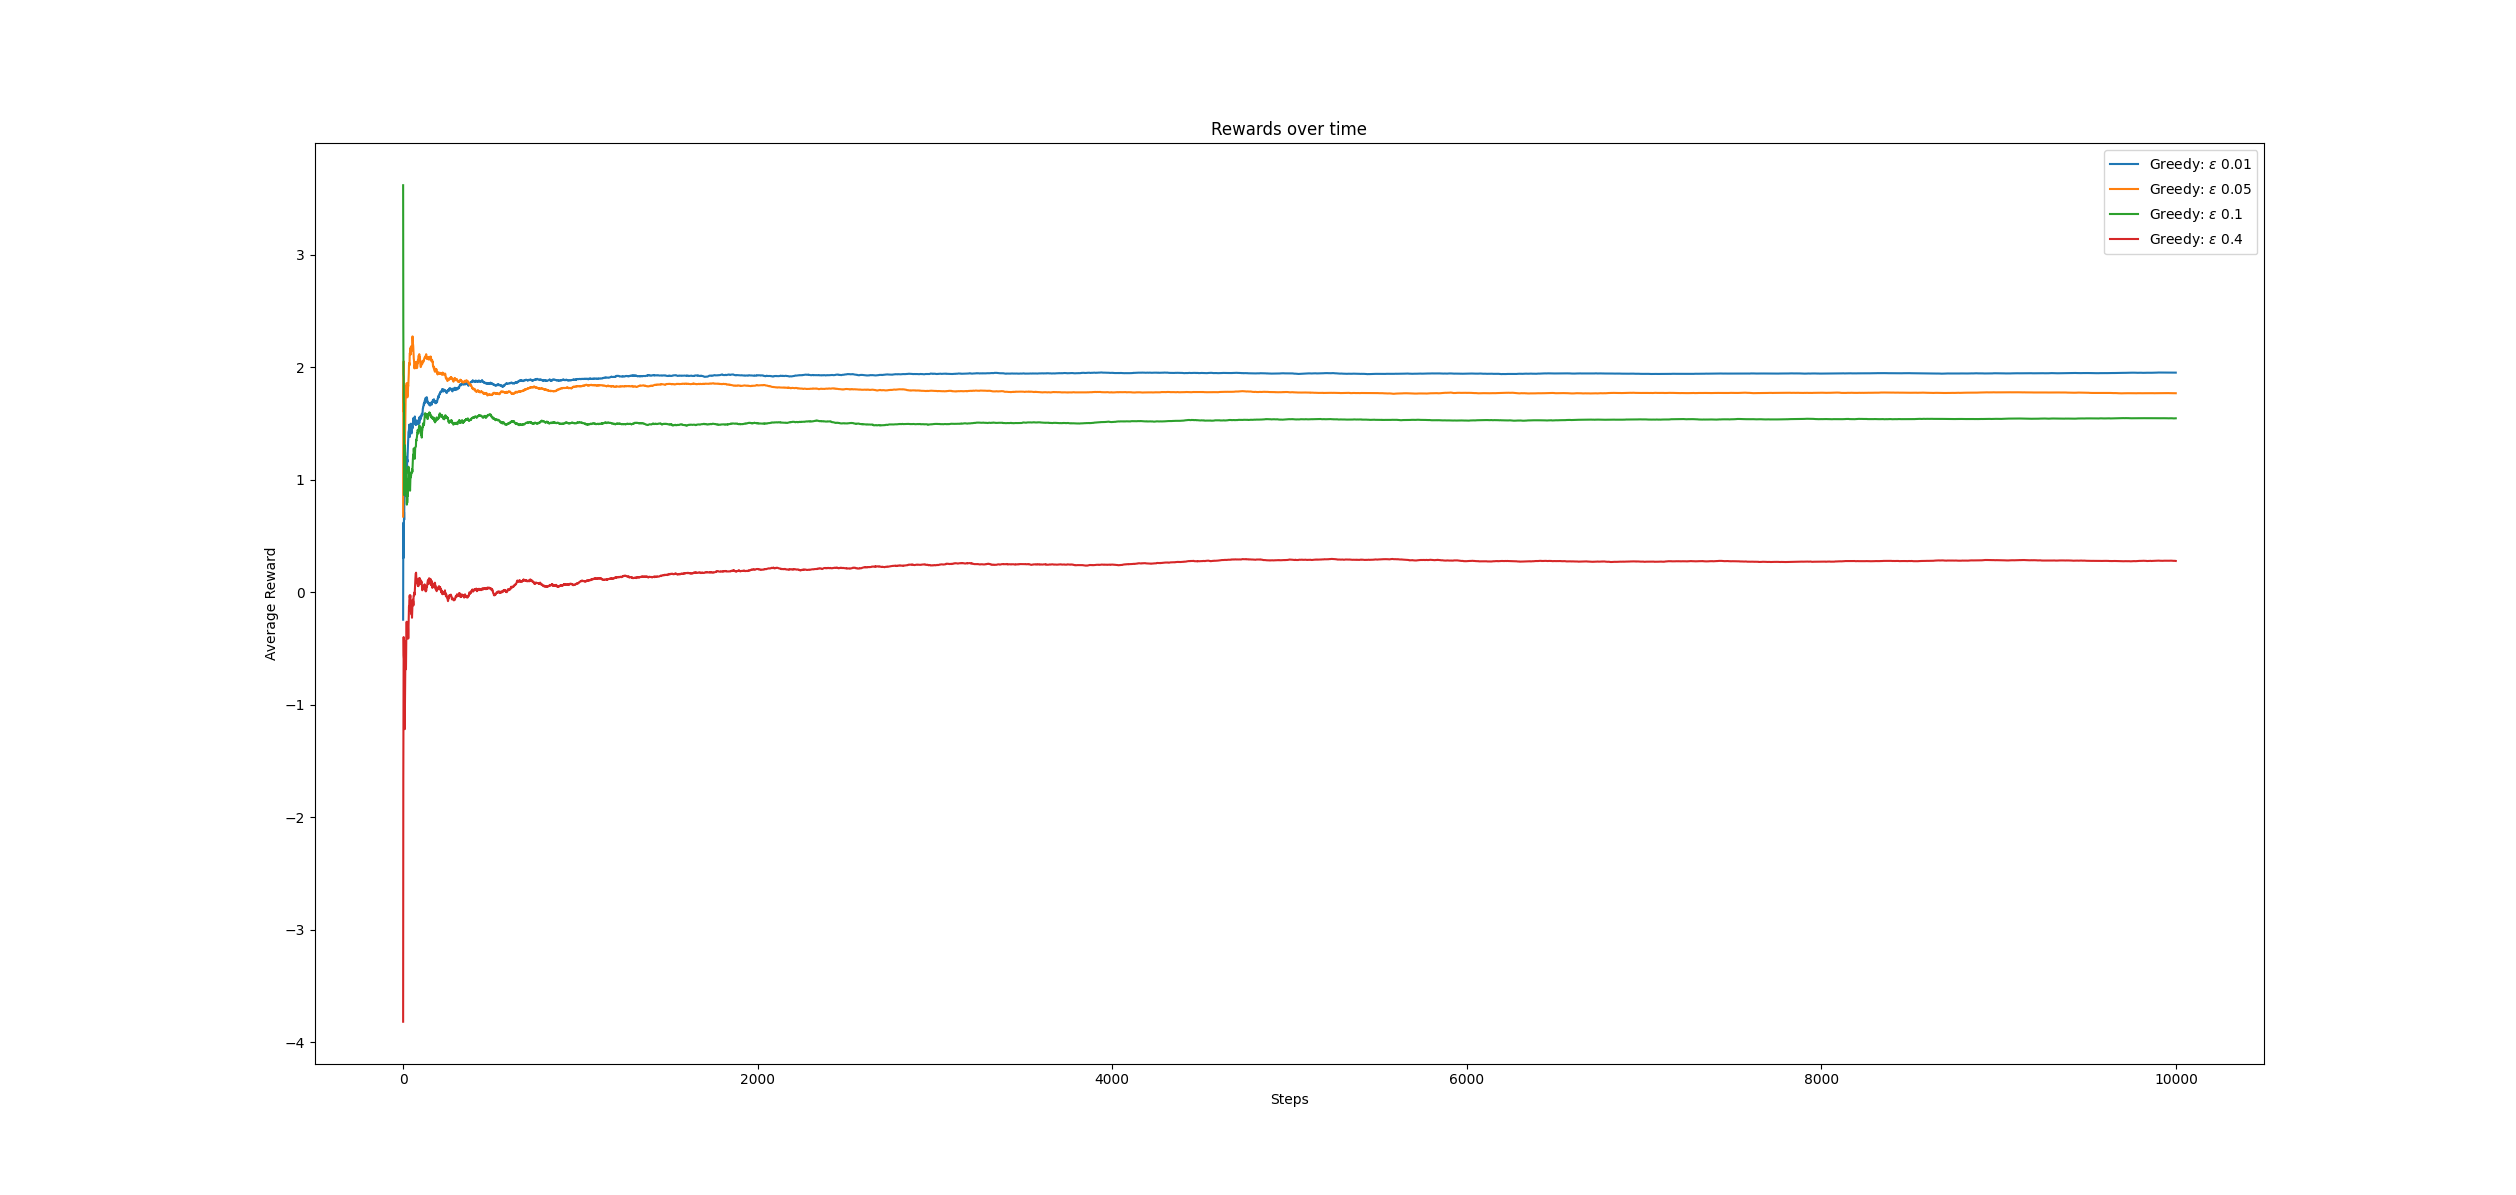 Rewards over time
Greedy: ε 0.01
Greedy: ε 0.05
Greedy: ε 0.1
Greedy: ε 0.4
3
2
1
0
−1
−2
−3
−4
Average Reward
0 2000 4000 6000 8000 10000
Steps